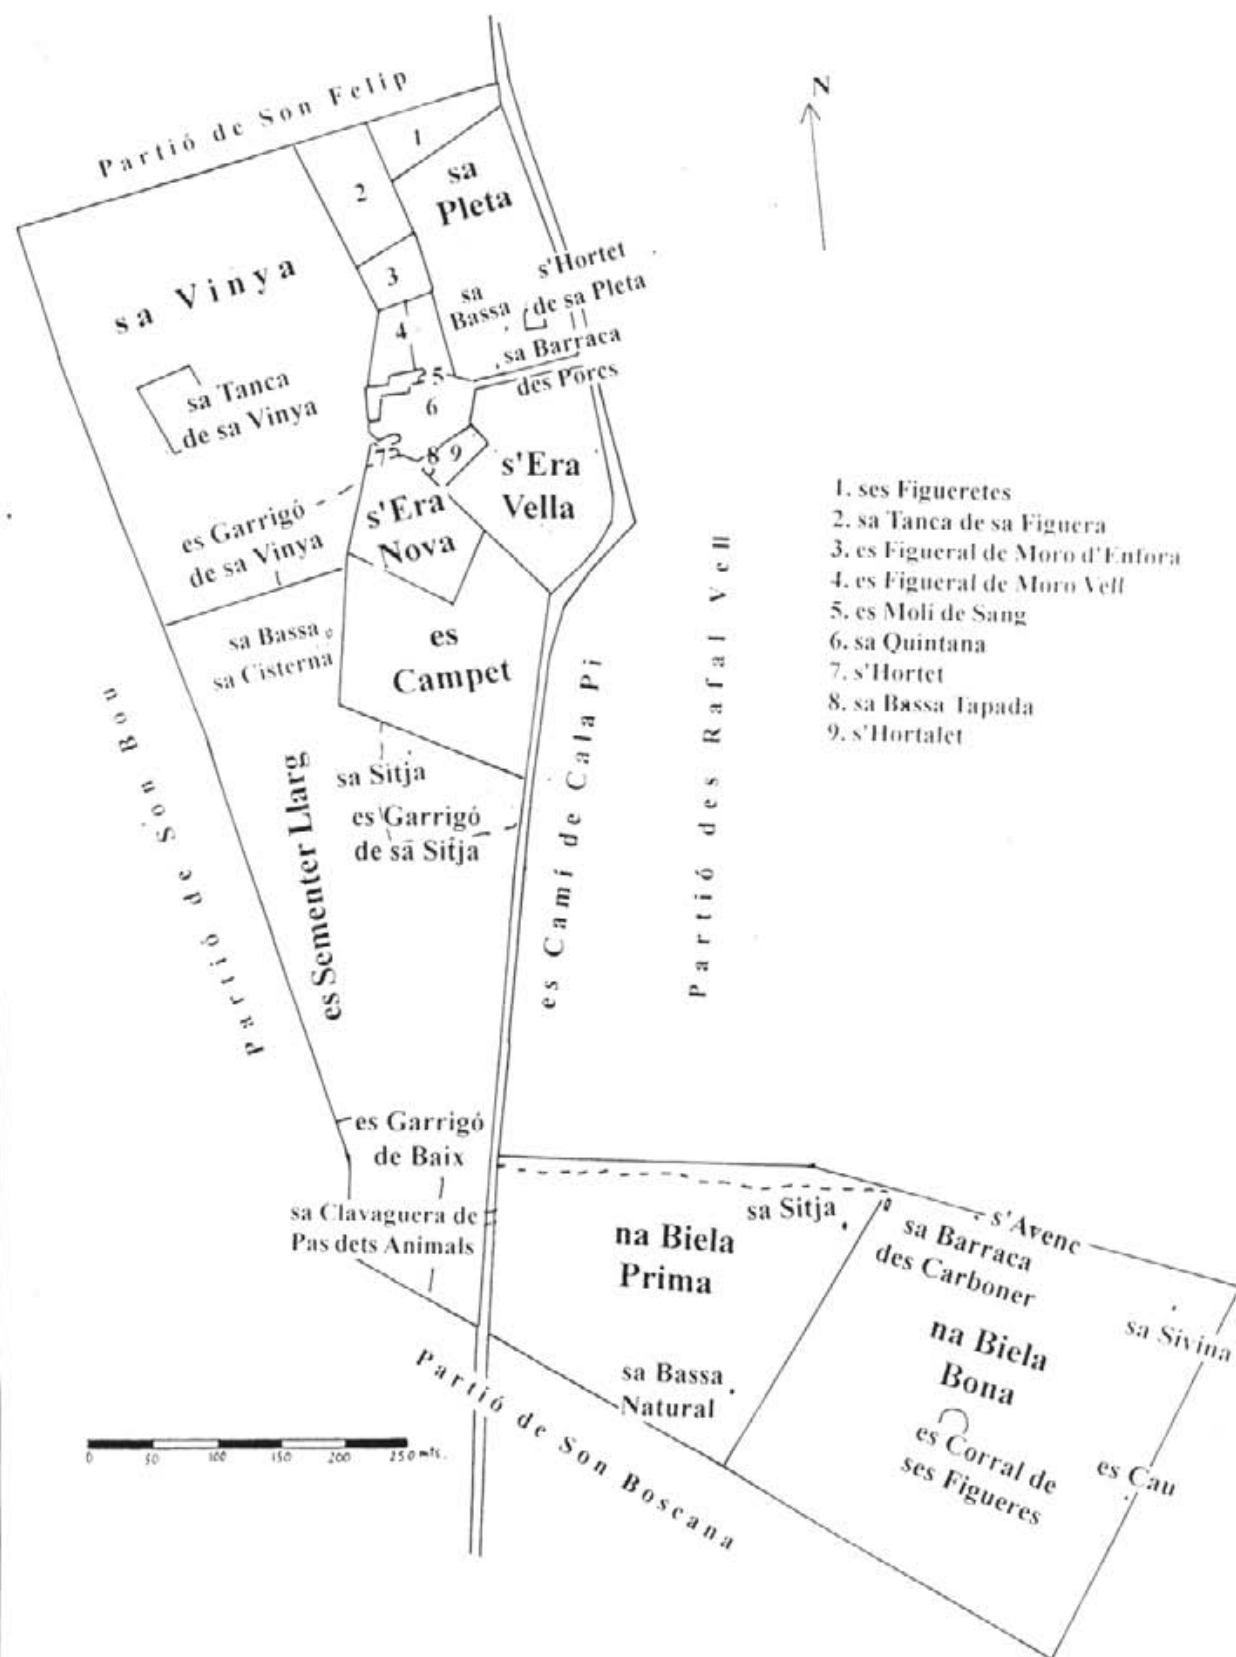 N
Partió de Son Felip
1
sa
Pleta
2
s'Hortet
de sa Pleta
sa Vinya
3
sa
Bassa
4
sa Barraca
des Porcs
5
sa Tanca
de sa Vinya
6
7
8
9
s'Era
Vella
es Garrigó
de sa Vinya
s'Era
Nova
1. ses Figueretes
2. sa Tanca de sa Figuera
3. es Figueral de Moro d'Enfora
4. es Figueral de Moro Vell
5. es Molí de Sang
6. sa Quintana
7. s'Hortet
8. sa Bassa Tapada
9. s'Hortalet
sa Bassa
sa Cisterna
es
Campet
Partió de Son Bou
es Sementer Llarg
sa Sitja
es Garrigó
de sa Sitja
es Camí de Cala Pi
Partió des Rafal Vell
es Garrigó
de Baix
sa Clavaguera de
Pas dets Animals
na Biela
Prima
sa Sitja
s'Avenc
sa Barraca
des Carboner
sa Sivina
na Biela
Bona
sa Bassa
Natural
es Corral de
ses Figueres
es Cau
Partió de Son Boscana
0 50 100 150 200 250 mts.